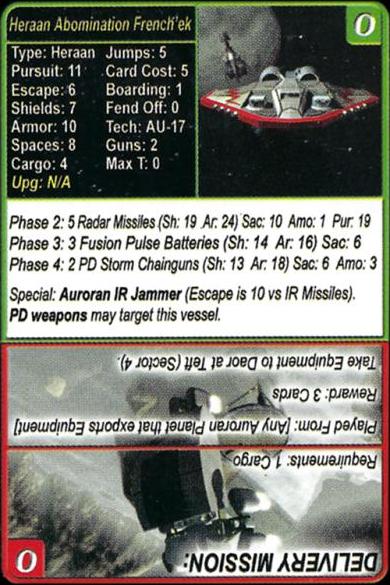 Heraan Abomination French'ek
0
Type: Heraan Jumps: 5
Pursuit: 11 Card Cost: 5
Escape: 6 Boarding: 1
Shields: 7 Fend Off: 0
Armor: 10 Tech: AU-17
Spaces: 8 Guns: 2
Cargo: 4 Max T: 0
Upg: N/A
Phase 2: 5 Radar Missiles (Sh: 19 Ar: 24) Sac: 10 Amo: 1 Pur: 19
Phase 3: 3 Fusion Pulse Batteries (Sh: 14 Ar: 16) Sac: 6
Phase 4: 2 PD Storm Chainguns (Sh: 13 Ar: 18) Sac: 6 Amo: 3
Special: Auroran IR Jammer (Escape is 10 vs IR Missiles).
PD weapons may target this vessel.
DELIVERY MISSION:
0
Requirements: 1 Cargo
Played From: [Any Auroran Planet that exports Equipment]
Reward: 3 Cards
Take Equipment to Daor at Teft (Sector 4).